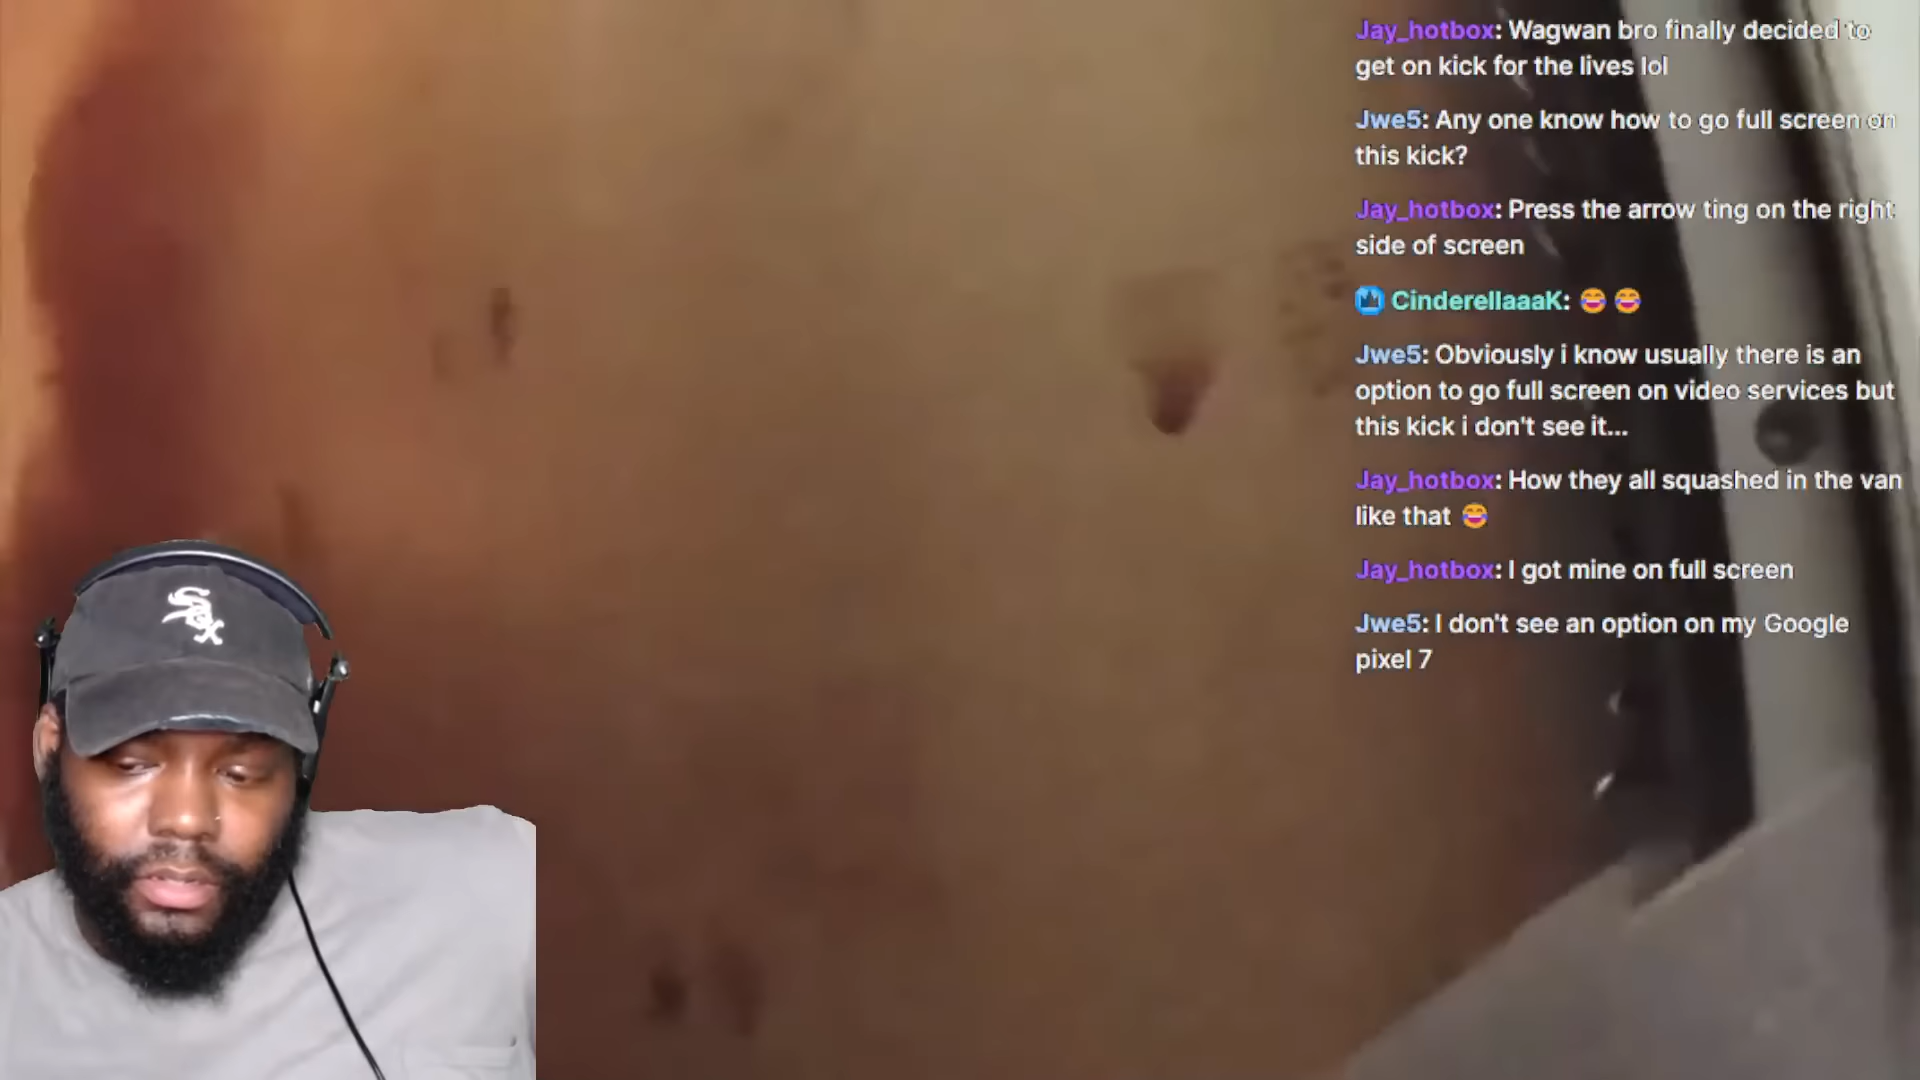 Jay_hotbox: Wagwan bro finally decided to
get on kick for the lives lol
Jwe5: Any one know how to go full screen on
this kick?
Jay_hotbox: Press the arrow ting on the right
side of screen
CinderellaaaK: 😂 😂
Jwe5: Obviously i know usually there is an
option to go full screen on video services but
this kick i don't see it...
Jay_hotbox: How they all squashed in the van
like that 😂
Jay_hotbox: I got mine on full screen
Jwe5: I don't see an option on my Google
pixel 7
Sox